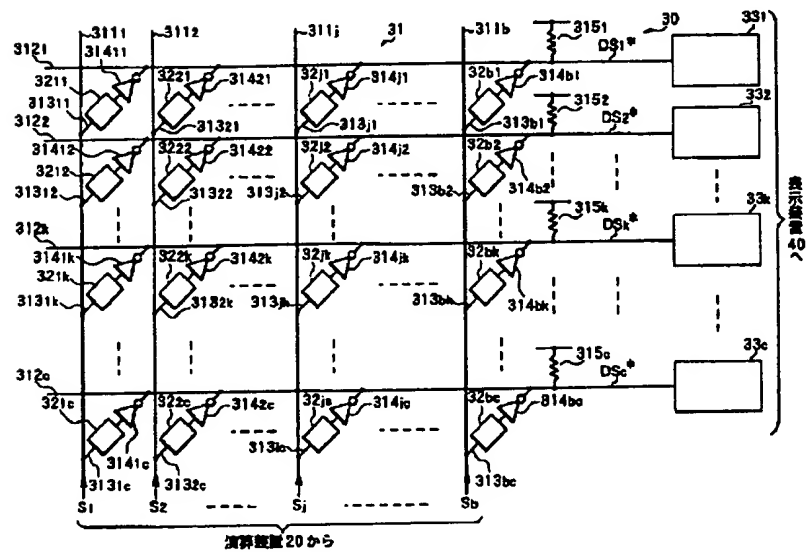 3111 3112 311j 31 311b 3151 30
3121 31411 DS1* 331
3211 3221 31421 32j1 314j1 32b1 314b1
31311 31321 313j1 313b1 3152 332
3122 DS2*
31412 3222 31422 32j2 314j2 32b2 314b2
3212
31312 31322 313j2 313b2
312k 315k DSk* 33k
3141k 322k 3142k 32jk 314jk 32bk 314bk
321k
3131k 3132k 313jk 313bk
表示装置40へ
312c 315c DSc* 33c
321c 322c 3142c 32jc 314jc 32bc 314bc
3131c 3141c 3132c 313jc 313bc
S1 S2 Sj Sb
演算装置20から